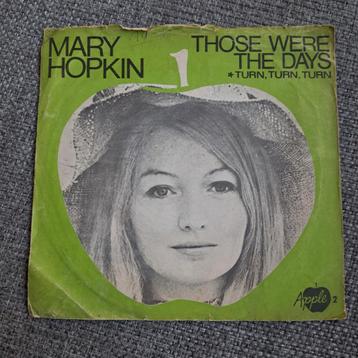 MARY
HOPKIN
THOSE WERE
THE DAYS
*TURN, TURN, TURN
Apple 2